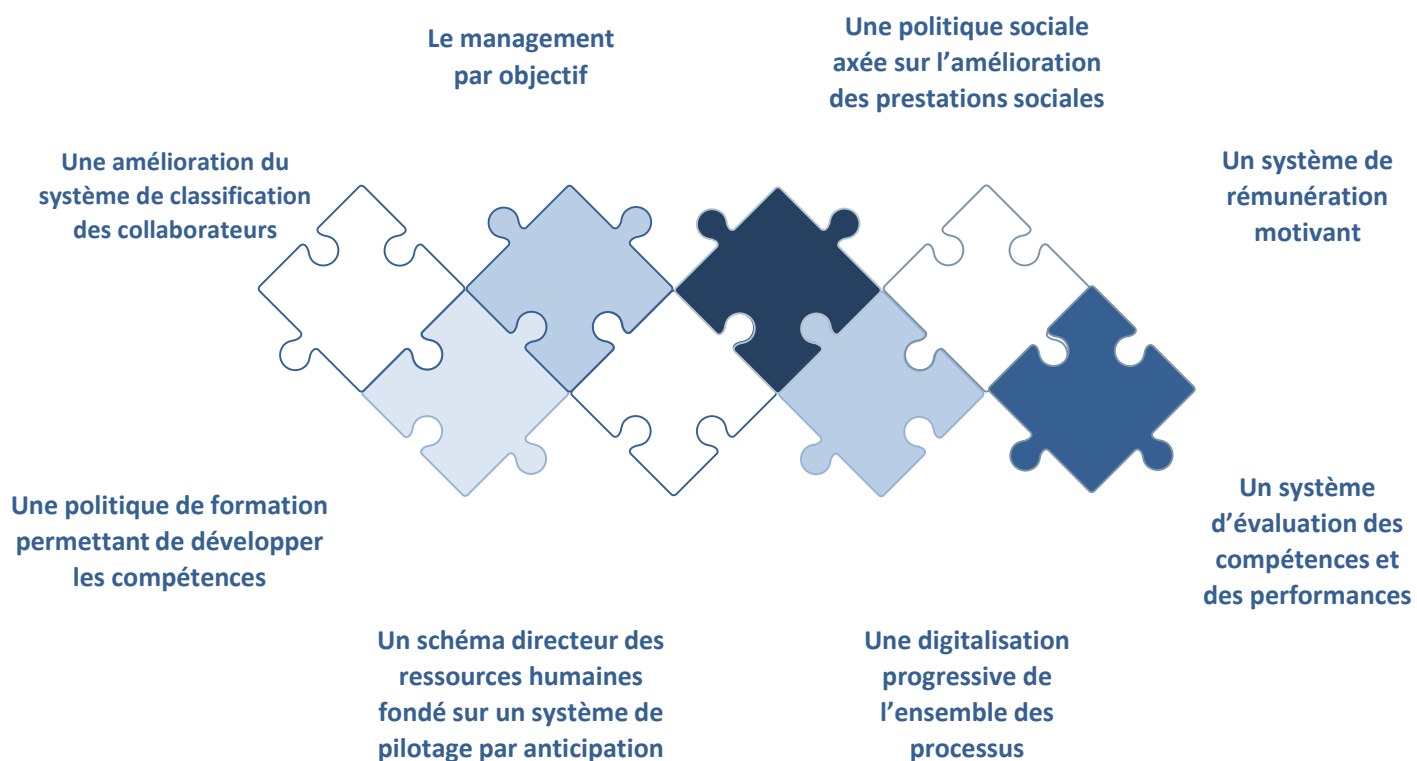 Le management
par objectif
Une politique sociale
axée sur l’amélioration
des prestations sociales
Une amélioration du
système de classification
des collaborateurs
Un système de
rémunération
motivant
Une politique de formation
permettant de développer
les compétences
Un système
d’évaluation des
compétences et
des performances
Un schéma directeur des
ressources humaines
fondé sur un système de
pilotage par anticipation
Une digitalisation
progressive de
l’ensemble des
processus